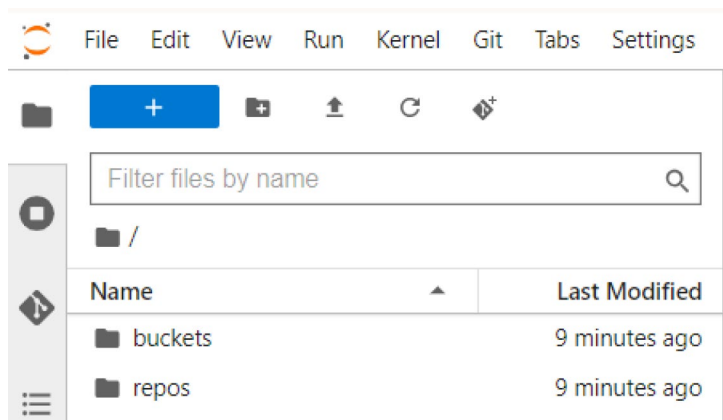 File Edit View Run Kernel Git Tabs Settings
+
Filter files by name
/
Name Last Modified
buckets 9 minutes ago
repos 9 minutes ago